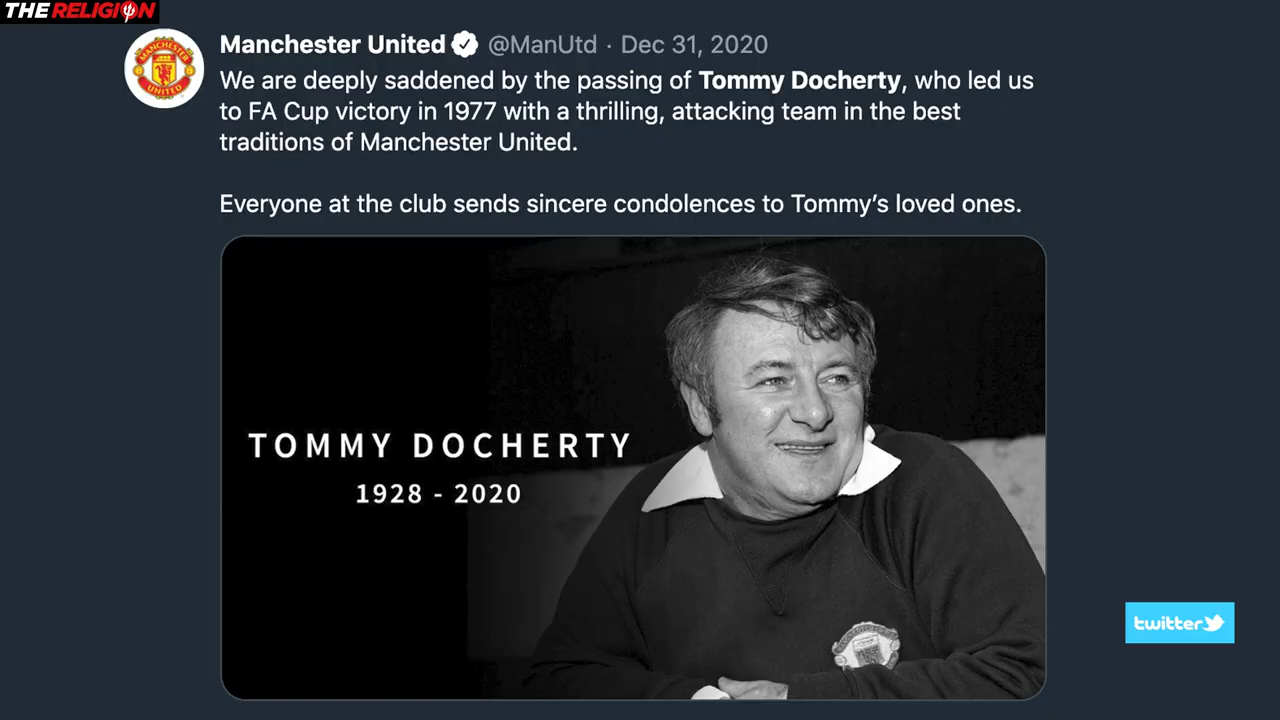 THE RELIGION
Manchester United @ManUtd · Dec 31, 2020
We are deeply saddened by the passing of Tommy Docherty, who led us
to FA Cup victory in 1977 with a thrilling, attacking team in the best
traditions of Manchester United.
Everyone at the club sends sincere condolences to Tommy’s loved ones.
MANCHESTER
UNITED
TOMMY DOCHERTY
1928 - 2020
twitter